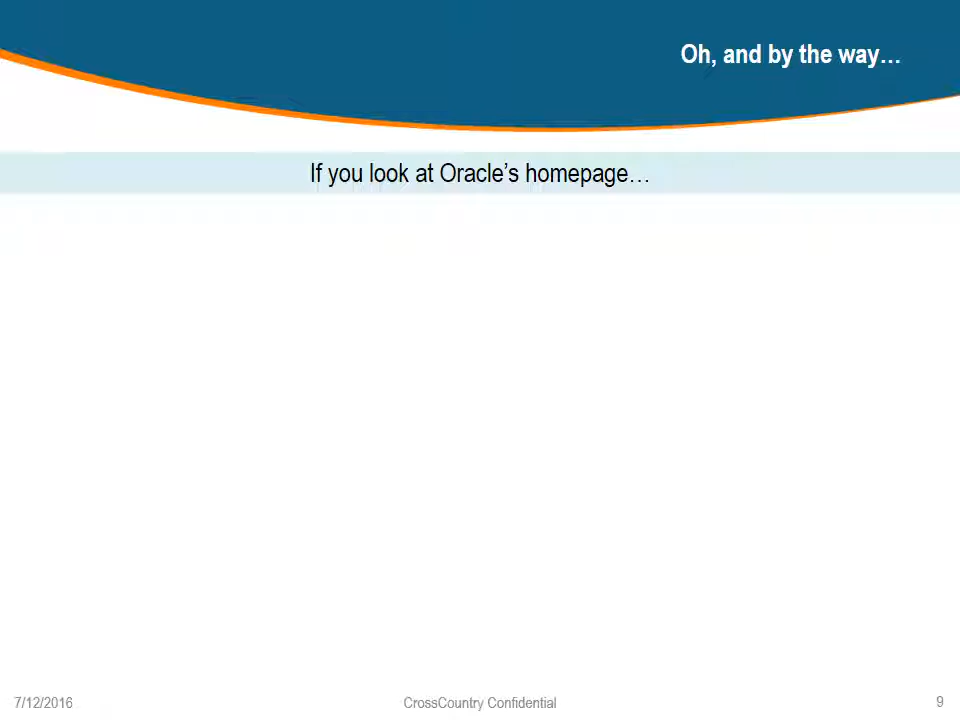 Oh, and by the way…
If you look at Oracle’s homepage…
7/12/2016
CrossCountry Confidential
9